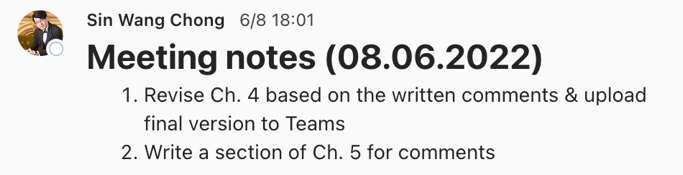 Sin Wang Chong 6/8 18:01
Meeting notes (08.06.2022)
1. Revise Ch. 4 based on the written comments & upload
final version to Teams
2. Write a section of Ch. 5 for comments